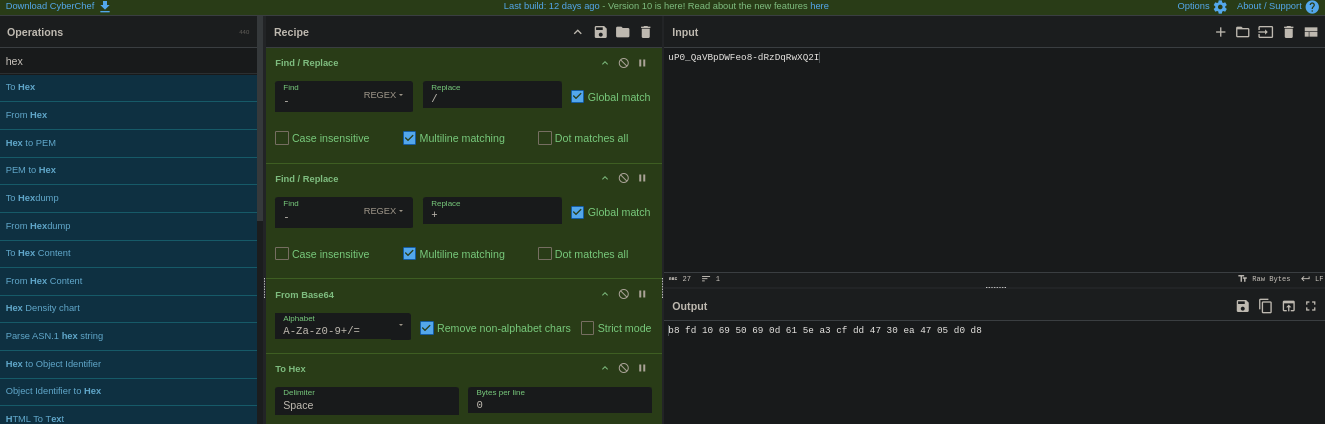 Download CyberChef
Last build: 12 days ago - Version 10 is here! Read about the new features here
Options
About / Support
Operations
440
Recipe
Input
hex
To Hex
From Hex
Hex to PEM
PEM to Hex
To Hexdump
From Hexdump
To Hex Content
From Hex Content
Hex Density chart
Parse ASN.1 hex string
Hex to Object Identifier
Object Identifier to Hex
HTML To Text
Find / Replace
Find
-
REGEX
Replace
/
Global match
Case insensitive
Multiline matching
Dot matches all
Find / Replace
Find
-
REGEX
Replace
+
Global match
Case insensitive
Multiline matching
Dot matches all
From Base64
Alphabet
A-Za-z0-9+/=
Remove non-alphabet chars
Strict mode
To Hex
Delimiter
Space
Bytes per line
0
uP0_QaVBpDWFeo8-dRzDqRwXQ2I
27
1
Raw Bytes
LF
Output
b8 fd 10 69 50 69 0d 61 5e a3 cf dd 47 30 ea 47 05 d0 d8